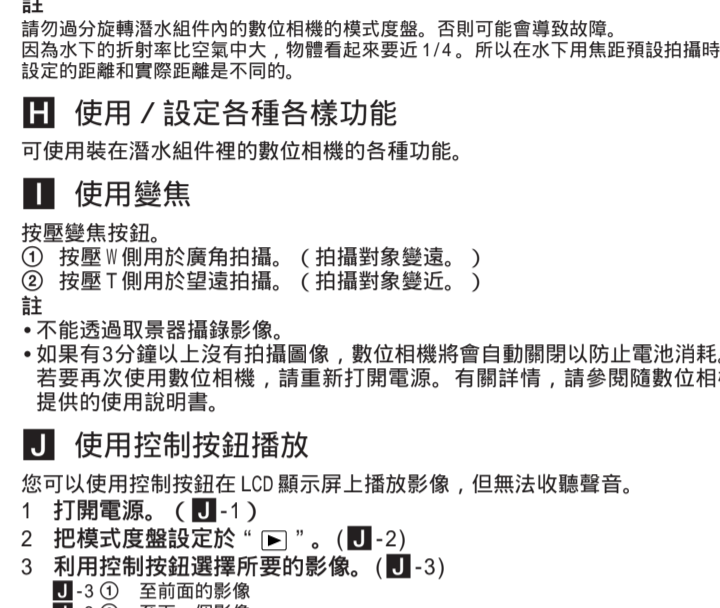 註
請勿過分旋轉潛水組件內的數位相機的模式度盤。否則可能會導致故障。
因為水下的折射率比空氣中大，物體看起來要近1/4。所以在水下用焦距預設拍攝時
設定的距離和實際距離是不同的。
H 使用/設定各種各樣功能
可使用裝在潛水組件裡的數位相機的各種功能。
I 使用變焦
按壓變焦按鈕。
① 按壓W側用於廣角拍攝。（拍攝對象變遠。）
② 按壓T側用於望遠拍攝。（拍攝對象變近。）
註
•不能透過取景器攝錄影像。
•如果有3分鐘以上沒有拍攝圖像，數位相機將會自動關閉以防止電池消耗。
若要再次使用數位相機，請重新打開電源。有關詳情，請參閱隨數位相
提供的使用說明書。
J 使用控制按鈕播放
您可以使用控制按鈕在LCD顯示屏上播放影像，但無法收聽聲音。
1 打開電源。（J-1）
2 把模式度盤設定於“▶”。(J-2)
3 利用控制按鈕選擇所要的影像。(J-3)
J-3① 至前面的影像